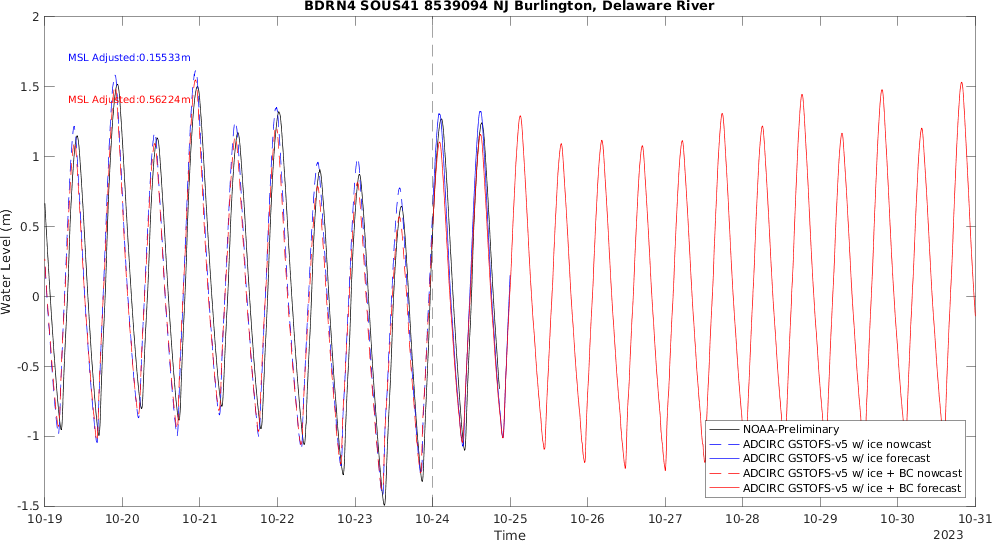 BDRN4 SOUS41 8539094 NJ Burlington, Delaware River
2
MSL Adjusted:0.15533m
1.5
MSL Adjusted:0.56224m
1
0.5
Water Level (m)
0
-0.5
-1
-1.5
NOAA-Preliminary
ADCIRC GSTOFS-v5 w/ ice nowcast
ADCIRC GSTOFS-v5 w/ ice forecast
ADCIRC GSTOFS-v5 w/ ice + BC nowcast
ADCIRC GSTOFS-v5 w/ ice + BC forecast
10-19 10-20 10-21 10-22 10-23 10-24 10-25 10-26 10-27 10-28 10-29 10-30 10-31
Time
2023